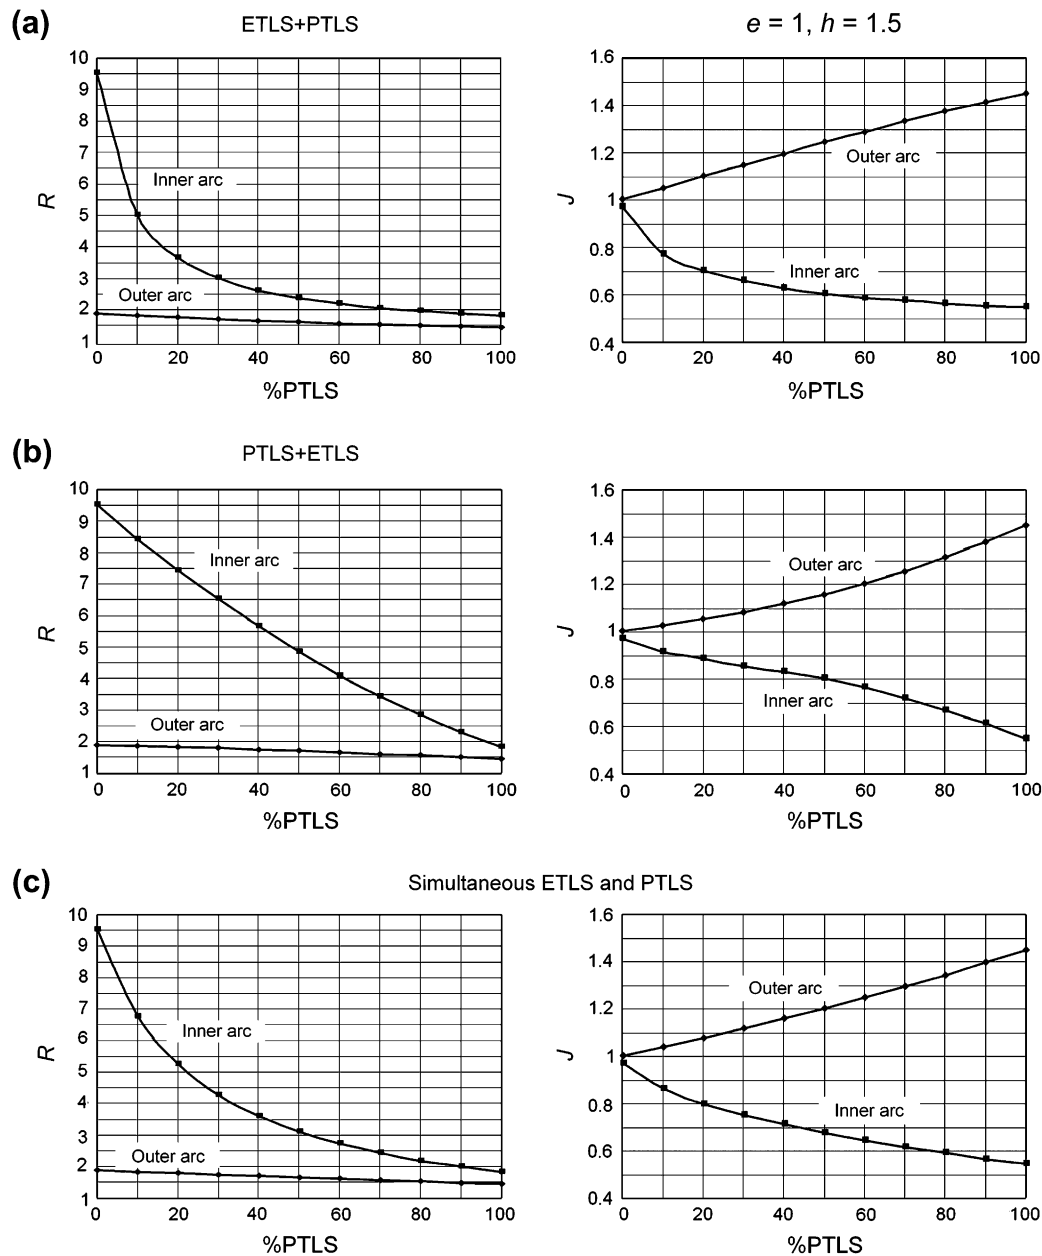 (a)
ETLS+PTLS
e = 1, h = 1.5
10
9
8
7
6
5
4
3
2
1
R
Inner arc
Outer arc
0 20 40 60 80 100
%PTLS
1.6
1.4
1.2
1
0.8
0.6
0.4
J
Outer arc
Inner arc
0 20 40 60 80 100
%PTLS
(b)
PTLS+ETLS
10
9
8
7
6
5
4
3
2
1
R
Inner arc
Outer arc
0 20 40 60 80 100
%PTLS
1.6
1.4
1.2
1
0.8
0.6
0.4
J
Outer arc
Inner arc
0 20 40 60 80 100
%PTLS
(c)
Simultaneous ETLS and PTLS
10
9
8
7
6
5
4
3
2
1
R
Inner arc
Outer arc
0 20 40 60 80 100
%PTLS
1.6
1.4
1.2
1
0.8
0.6
0.4
J
Outer arc
Inner arc
0 20 40 60 80 100
%PTLS